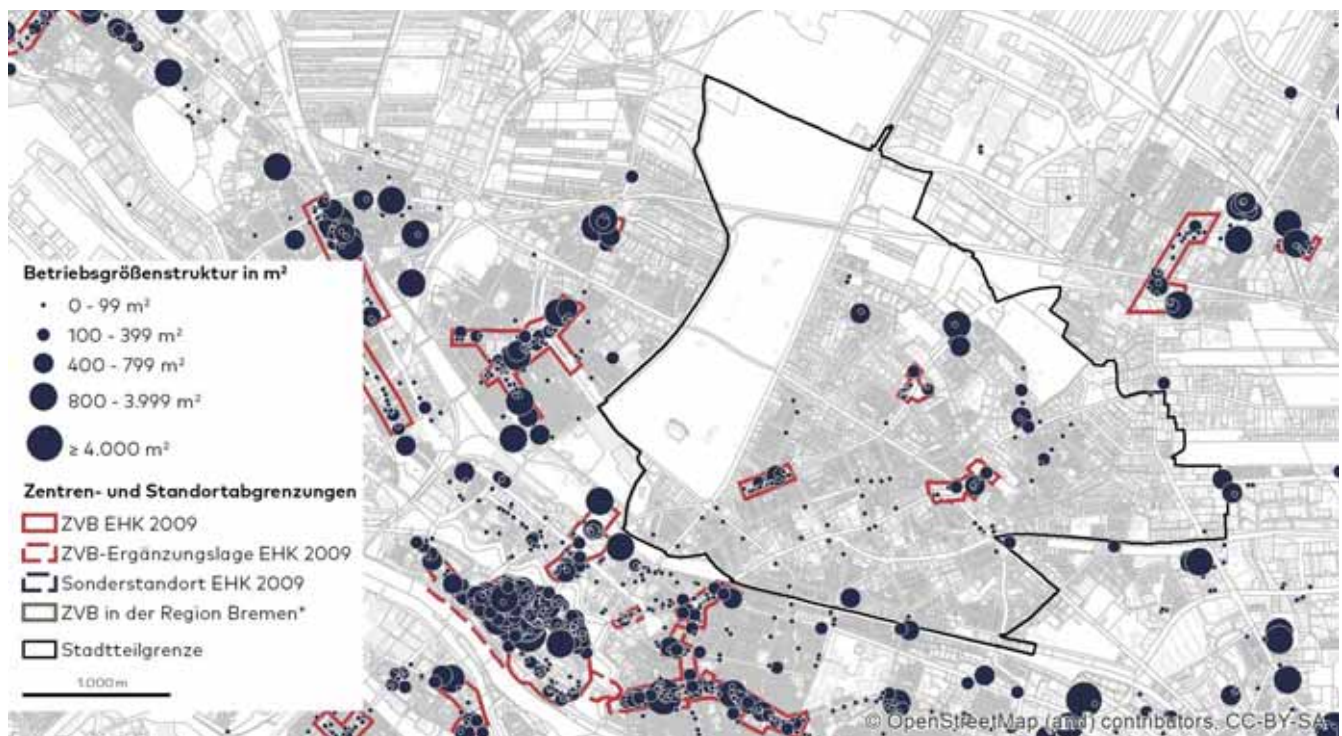 Betriebsgrößenstruktur in m²
0 - 99 m²
100 - 399 m²
400 - 799 m²
800 - 3.999 m²
≥ 4.000 m²
Zentren- und Standortabgrenzungen
ZVB EHK 2009
ZVB-Ergänzungslage EHK 2009
Sonderstandort EHK 2009
ZVB in der Region Bremen*
Stadtteilgrenze
1.000 m
© OpenStreetMap (and) contributors, CC-BY-SA